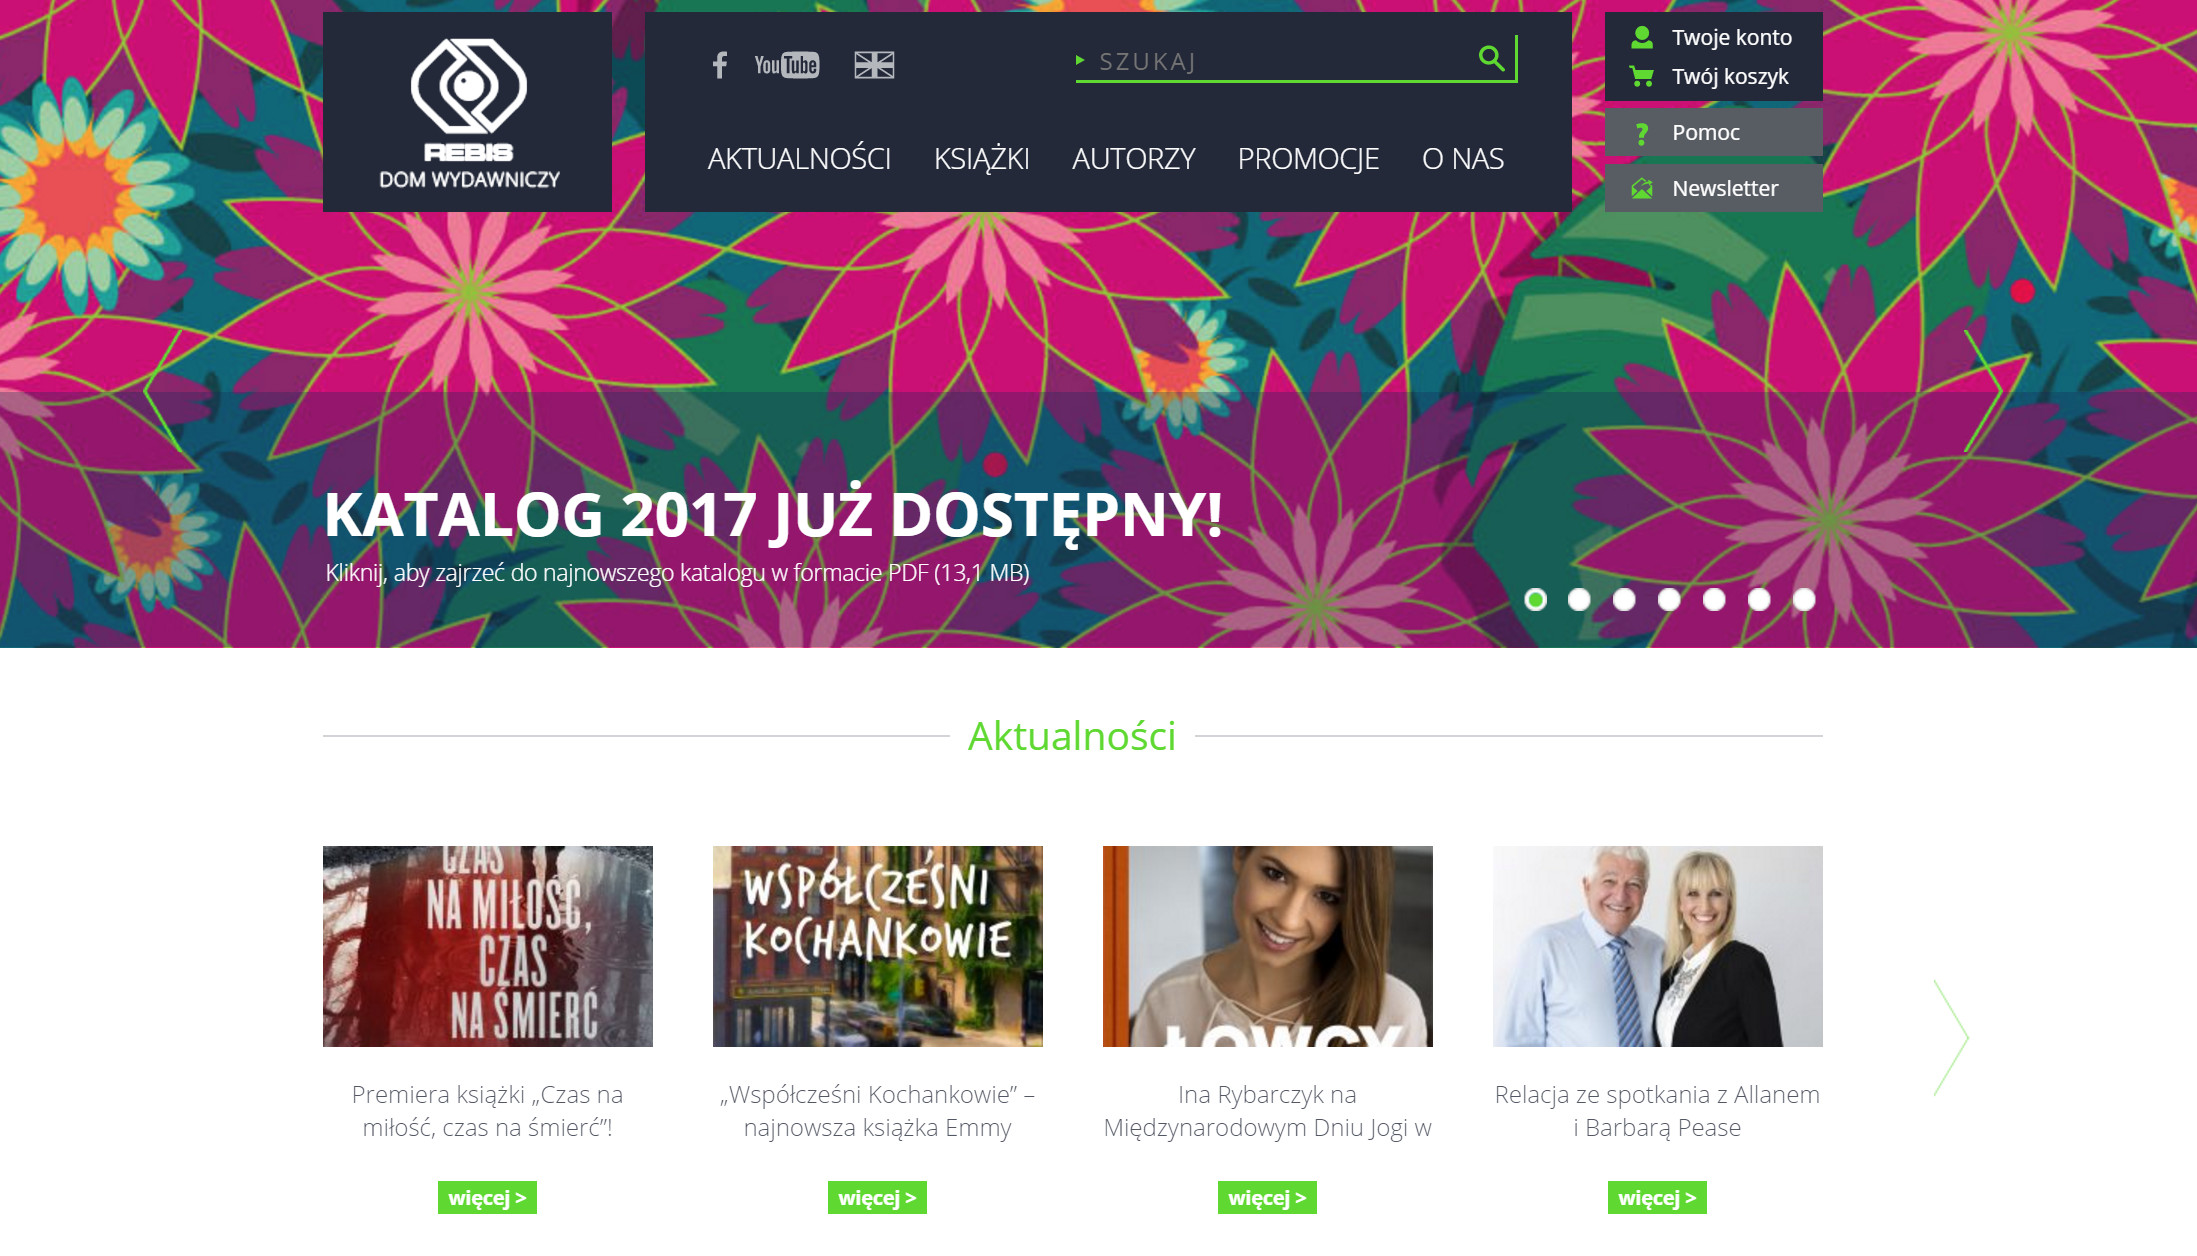 REBIS
DOM WYDAWNICZY
f
YouTube
SZUKAJ
AKTUALNOŚCI KSIĄŻKI AUTORZY PROMOCJE O NAS
Twoje konto
Twój koszyk
Pomoc
Newsletter
KATALOG 2017 JUŻ DOSTĘPNY!
Kliknij, aby zajrzeć do najnowszego katalogu w formacie PDF (13,1 MB)
Aktualności
CZAS
NA MIŁOŚĆ,
CZAS
NA ŚMIERĆ
Premiera książki „Czas na
miłość, czas na śmierć”!
więcej >
WSPÓŁCZEŚNI
KOCHANKOWIE
„Współcześni Kochankowie” –
najnowsza książka Emmy
więcej >
ŁOWCY
Ina Rybarczyk na
Międzynarodowym Dniu Jogi w
więcej >
Relacja ze spotkania z Allanem
i Barbarą Pease
więcej >